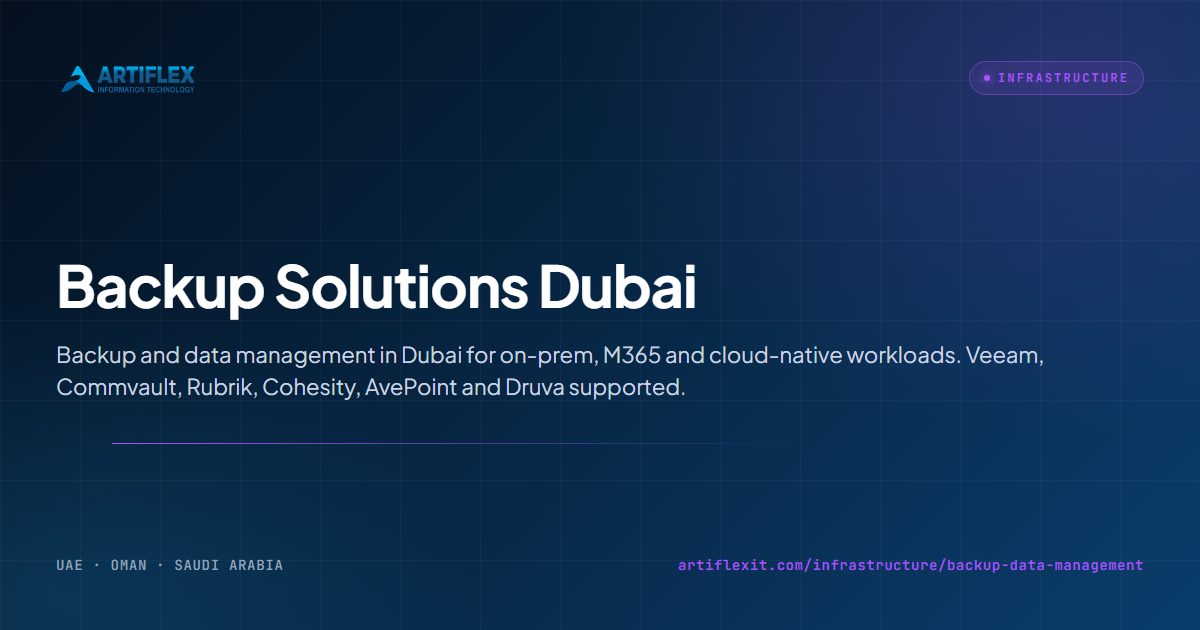 ARTIFLEX
INFORMATION TECHNOLOGY
INFRASTRUCTURE
Backup Solutions Dubai
Backup and data management in Dubai for on-prem, M365 and cloud-native workloads. Veeam,
Commvault, Rubrik, Cohesity, AvePoint and Druva supported.
UAE · OMAN · SAUDI ARABIA
artiflexit.com/infrastructure/backup-data-management